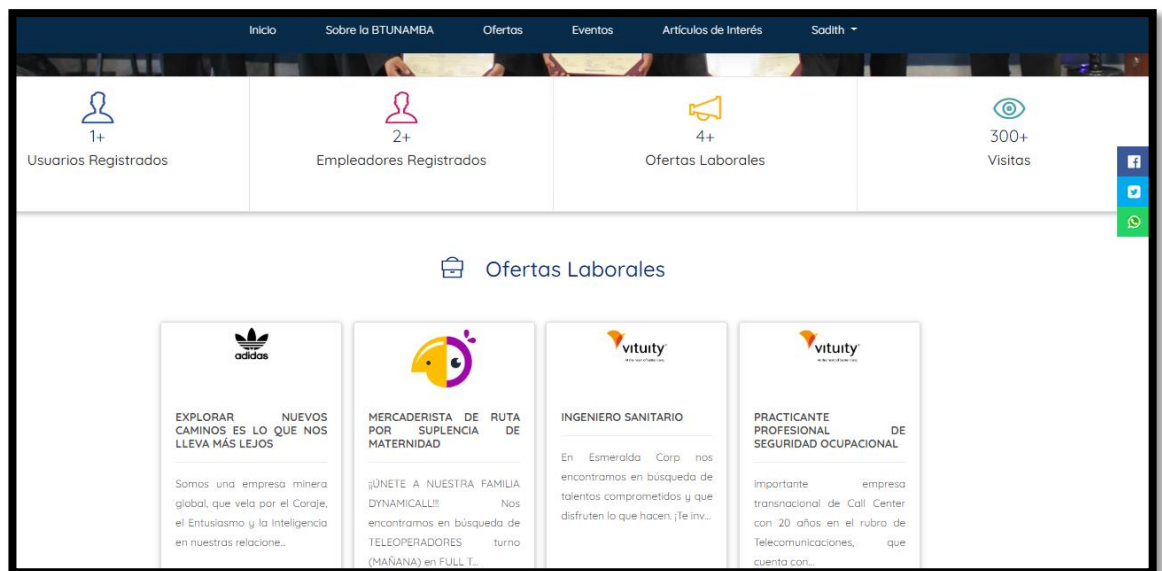 Inicio Sobre la BTUNAMBA Ofertas Eventos Artículos de Interés Sadith
1+
Usuarios Registrados
2+
Empleadores Registrados
4+
Ofertas Laborales
300+
Visitas
Ofertas Laborales
adidas
EXPLORAR NUEVOS
CAMINOS ES LO QUE NOS
LLEVA MÁS LEJOS
Somos una empresa minera
global, que vela por el Coraje,
el Entusiasmo y la Inteligencia
en nuestras relacione...
MERCADERISTA DE RUTA
POR SUPLENCIA DE
MATERNIDAD
¡¡ÚNETE A NUESTRA FAMILIA
DYNAMICALL!!! Nos
encontramos en búsqueda de
TELEOPERADORES turno
(MAÑANA) en FULL T...
vituity
INGENIERO SANITARIO
En Esmeralda Corp nos
encontramos en búsqueda de
talentos comprometidos y que
disfruten lo que hacen. ¡Te inv...
vituity
PRACTICANTE
PROFESIONAL DE
SEGURIDAD OCUPACIONAL
importante empresa
transnacional de Call Center
con 20 años en el rubro de
Telecomunicaciones, que
cuenta con...